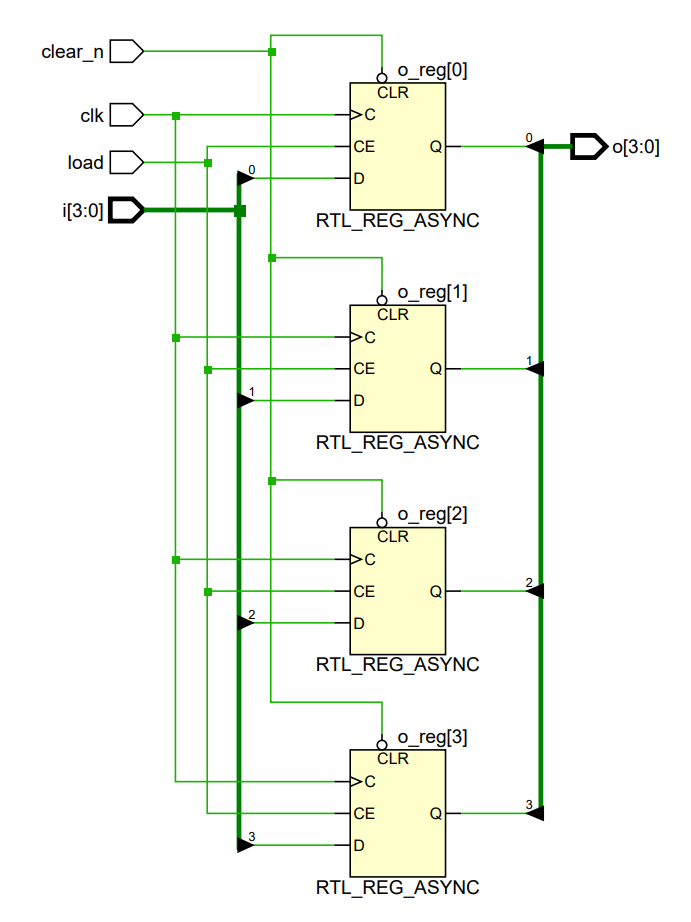 clear_n
o_reg[0]
CLR
clk
C
load
CE
Q
0
o[3:0]
i[3:0]
0
D
RTL_REG_ASYNC
o_reg[1]
CLR
C
CE
Q
1
1
D
RTL_REG_ASYNC
o_reg[2]
CLR
C
CE
Q
2
2
D
RTL_REG_ASYNC
o_reg[3]
CLR
C
CE
Q
3
3
D
RTL_REG_ASYNC